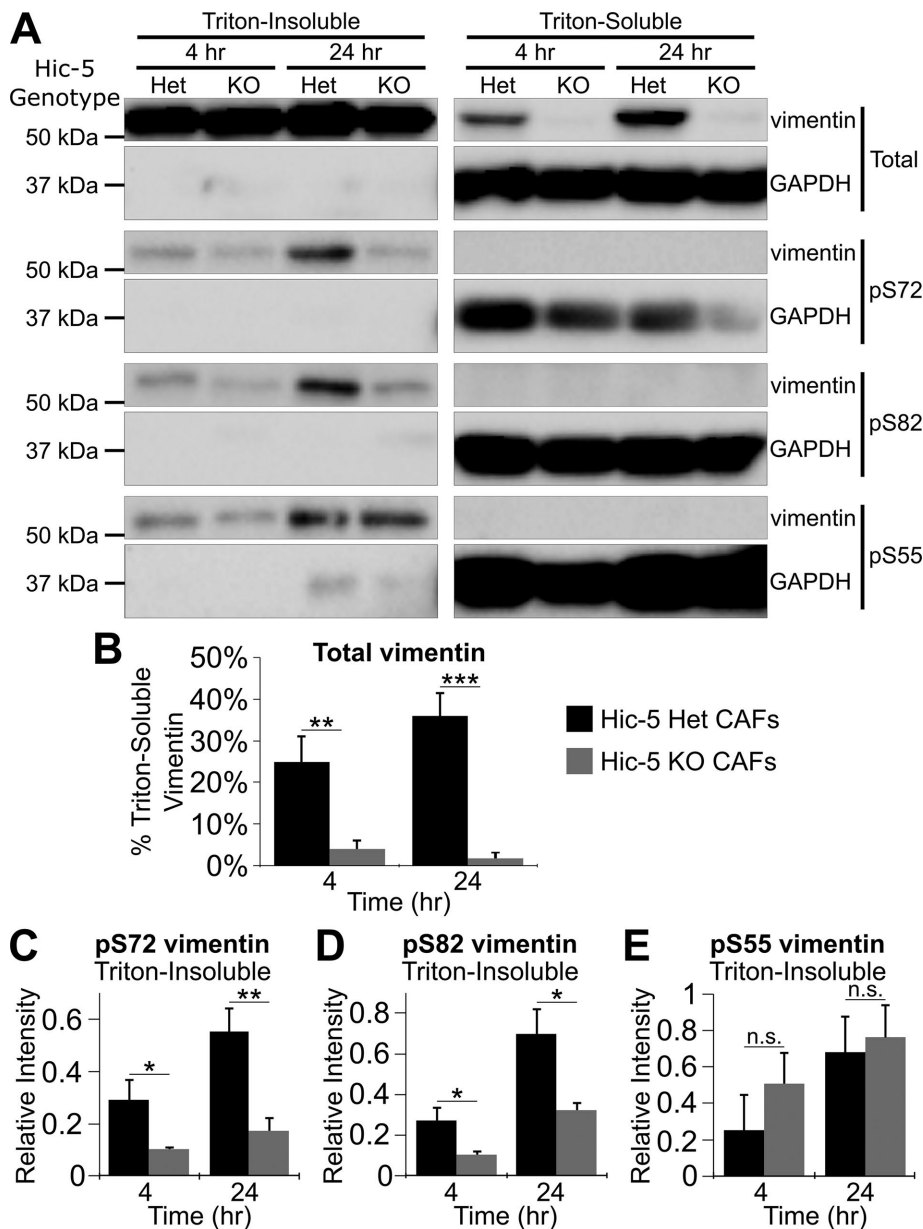 A
Triton-Insoluble
Triton-Soluble
4 hr
24 hr
4 hr
24 hr
Hic-5
Genotype
Het
KO
Het
KO
Het
KO
Het
KO
50 kDa
vimentin
37 kDa
GAPDH
Total
50 kDa
vimentin
37 kDa
GAPDH
pS72
50 kDa
vimentin
37 kDa
GAPDH
pS82
50 kDa
vimentin
37 kDa
GAPDH
pS55
B
Total vimentin
% Triton-Soluble
Vimentin
50%
40%
30%
20%
10%
0%
**
***
4
24
Time (hr)
Hic-5 Het CAFs
Hic-5 KO CAFs
C
pS72 vimentin
Triton-Insoluble
Relative Intensity
0.6
0.4
0.2
0
*
**
4
24
Time (hr)
D
pS82 vimentin
Triton-Insoluble
Relative Intensity
0.8
0.6
0.4
0.2
0
*
*
4
24
Time (hr)
E
pS55 vimentin
Triton-Insoluble
Relative Intensity
1
0.8
0.6
0.4
0.2
0
n.s.
n.s.
4
24
Time (hr)